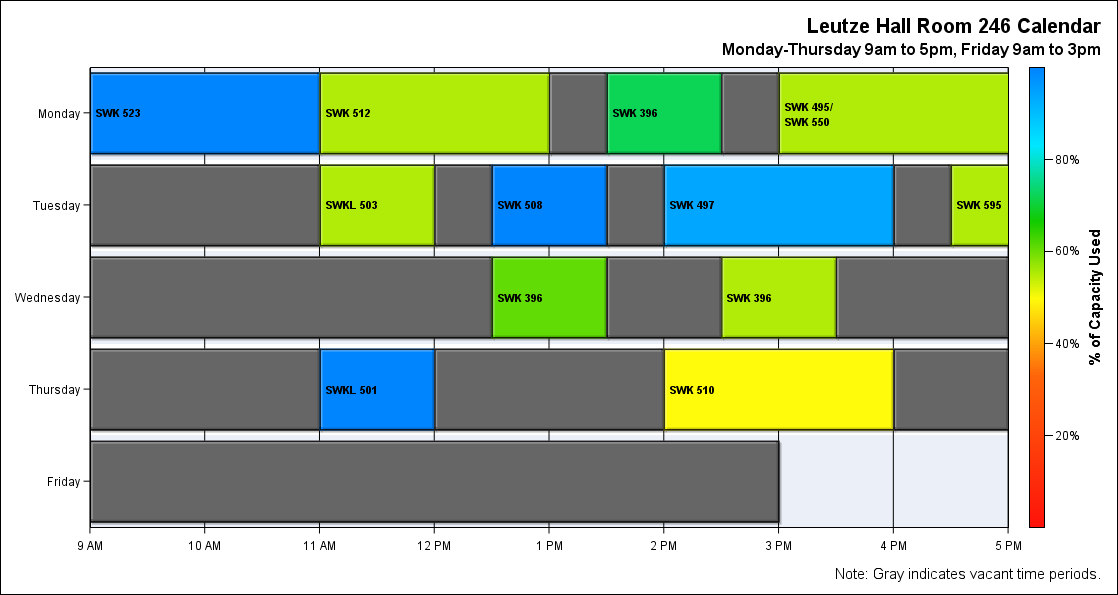 Leutze Hall Room 246 Calendar
Monday-Thursday 9am to 5pm, Friday 9am to 3pm
Monday
SWK 523
SWK 512
SWK 396
SWK 495/
SWK 550
Tuesday
SWKL 503
SWK 508
SWK 497
SWK 595
Wednesday
SWK 396
SWK 396
Thursday
SWKL 501
SWK 510
Friday
9 AM
10 AM
11 AM
12 PM
1 PM
2 PM
3 PM
4 PM
5 PM
80%
60%
40%
20%
% of Capacity Used
Note: Gray indicates vacant time periods.